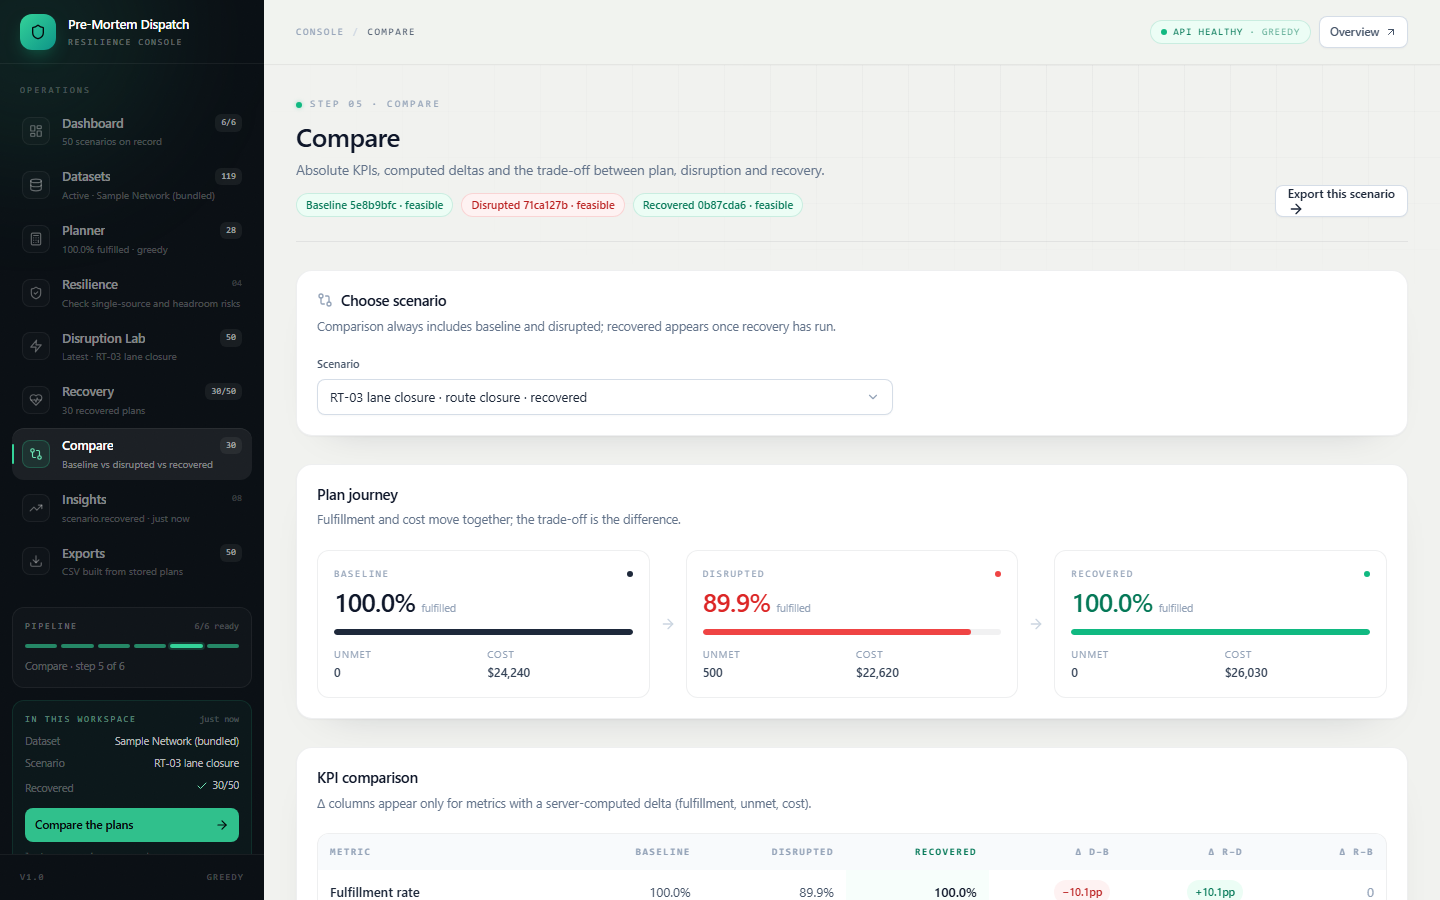 Pre-Mortem Dispatch
RESILIENCE CONSOLE
OPERATIONS
Dashboard 6/6
50 scenarios on record
Datasets 119
Active · Sample Network (bundled)
Planner 28
100.0% fulfilled · greedy
Resilience 04
Check single-source and headroom risks
Disruption Lab 50
Latest · RT-03 lane closure
Recovery 30/50
30 recovered plans
Compare 30
Baseline vs disrupted vs recovered
Insights 08
scenario.recovered · just now
Exports 50
CSV built from stored plans
PIPELINE 6/6 ready
Compare · step 5 of 6
IN THIS WORKSPACE just now
Dataset Sample Network (bundled)
Scenario RT-03 lane closure
Recovered 30/50
Compare the plans
V1.0 GREEDY
CONSOLE / COMPARE
API HEALTHY · GREEDY
Overview
STEP 05 · COMPARE
Compare
Absolute KPIs, computed deltas and the trade-off between plan, disruption and recovery.
Baseline 5e8b9bfc · feasible Disrupted 71ca127b · feasible Recovered 0b87cda6 · feasible
Export this scenario →
Choose scenario
Comparison always includes baseline and disrupted; recovered appears once recovery has run.
Scenario
RT-03 lane closure · route closure · recovered
Plan journey
Fulfillment and cost move together; the trade-off is the difference.
BASELINE
100.0% fulfilled
UNMET COST
0 $24,240
DISRUPTED
89.9% fulfilled
UNMET COST
500 $22,620
RECOVERED
100.0% fulfilled
UNMET COST
0 $26,030
KPI comparison
Δ columns appear only for metrics with a server-computed delta (fulfillment, unmet, cost).
METRIC BASELINE DISRUPTED RECOVERED Δ D–B Δ R–D Δ R–B
Fulfillment rate 100.0% 89.9% 100.0% −10.1pp +10.1pp 0